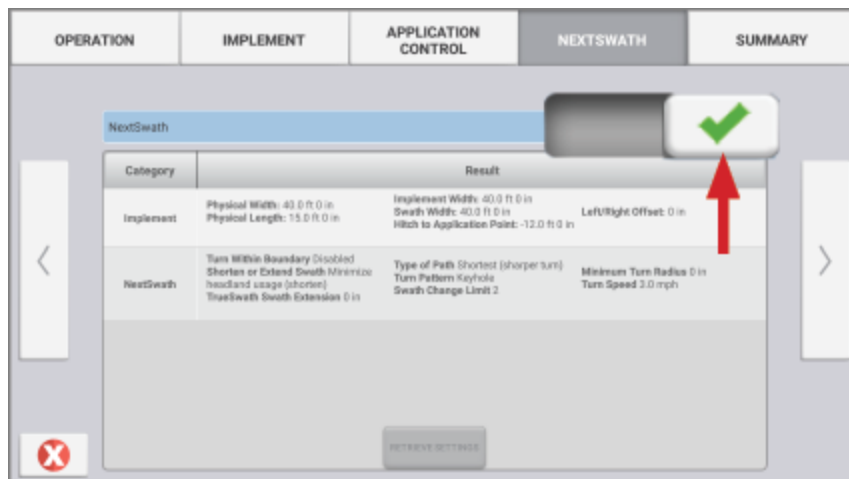 OPERATION
IMPLEMENT
APPLICATION
CONTROL
NEXTSWATH
SUMMARY
NextSwath
Category
Result
Implement
Physical Width: 40.0 ft 0 in
Physical Length: 15.0 ft 0 in
Implement Width: 40.0 ft 0 in
Swath Width: 40.0 ft 0 in
Hitch to Application Point: -12.0 ft 0 in
Left/Right Offset: 0 in
NextSwath
Turn Within Boundary Disabled
Shorten or Extend Swath Minimize
headland usage (shorten)
TrueSwath Swath Extension 0 in
Type of Path Shortest (sharper turn)
Turn Pattern Keyhole
Swath Change Limit 2
Minimum Turn Radius 0 in
Turn Speed 3.0 mph
RETRIEVE SETTINGS